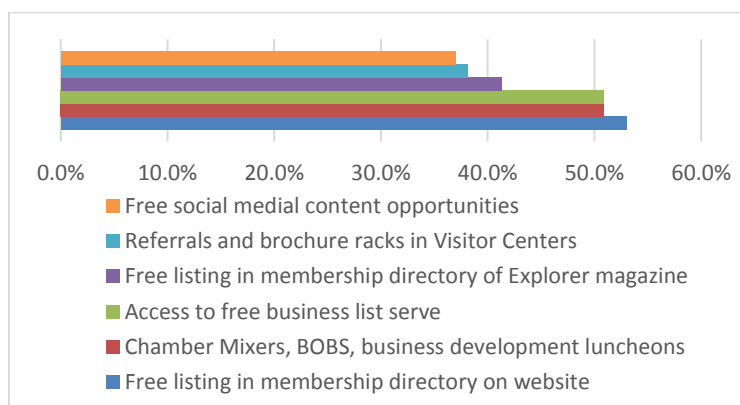 0.0% 10.0% 20.0% 30.0% 40.0% 50.0% 60.0%
Free social medial content opportunities
Referrals and brochure racks in Visitor Centers
Free listing in membership directory of Explorer magazine
Access to free business list serve
Chamber Mixers, BOBS, business development luncheons
Free listing in membership directory on website